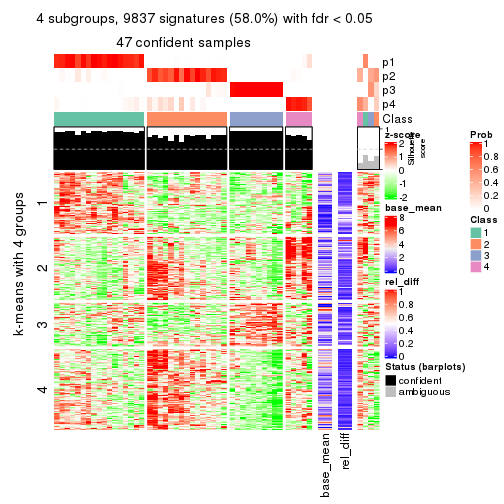 4 subgroups, 9837 signatures (58.0%) with fdr < 0.05
47 confident samples
p1
p2
p3
p4
Class
1
Silhouette
score
k-means with 4 groups
1
2
3
4
base_mean
rel_diff
z-score
2
1
0
-1
-2
base_mean
8
6
4
2
0
rel_diff
1
0.8
0.6
0.4
0.2
0
Status (barplots)
confident
ambiguous
Prob
1
0.8
0.6
0.4
0.2
0
Class
1
2
3
4